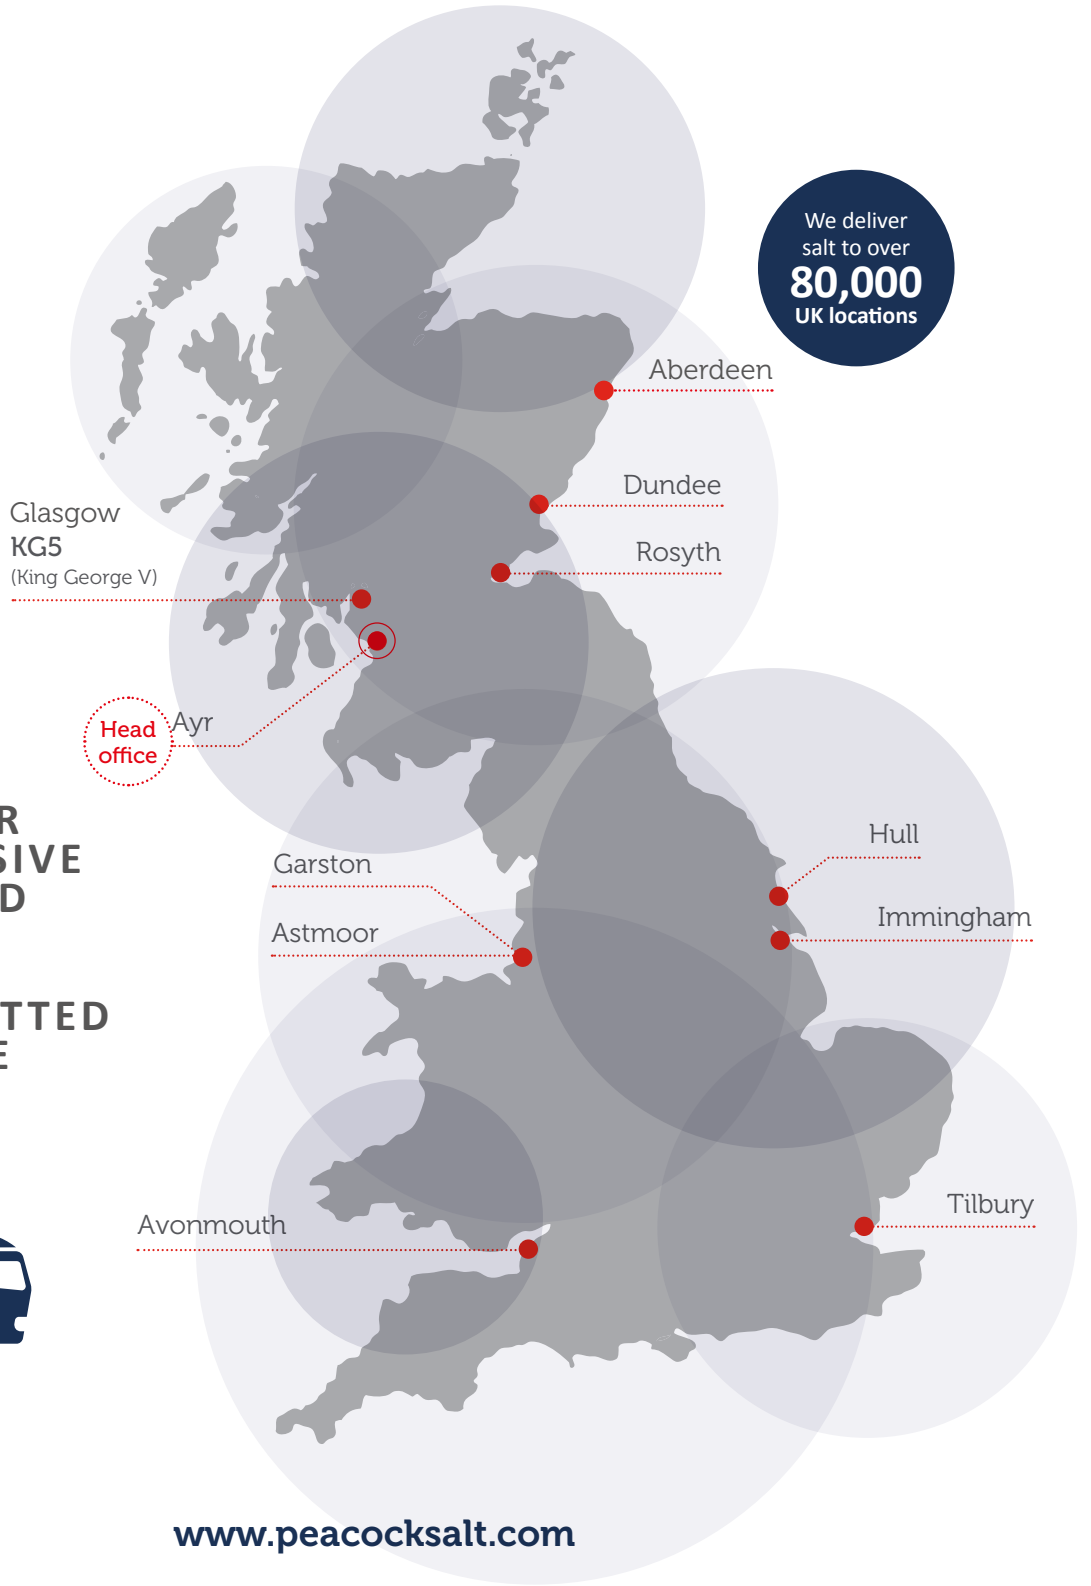 We deliver
salt to over
80,000
UK locations
Aberdeen
Dundee
Glasgow
KG5
(King George V)
Rosyth
Head
office
Ayr
R
SIVE
D
Hull
Garston
Immingham
Astmoor
TTED
E
Tilbury
Avonmouth
www.peacocksalt.com